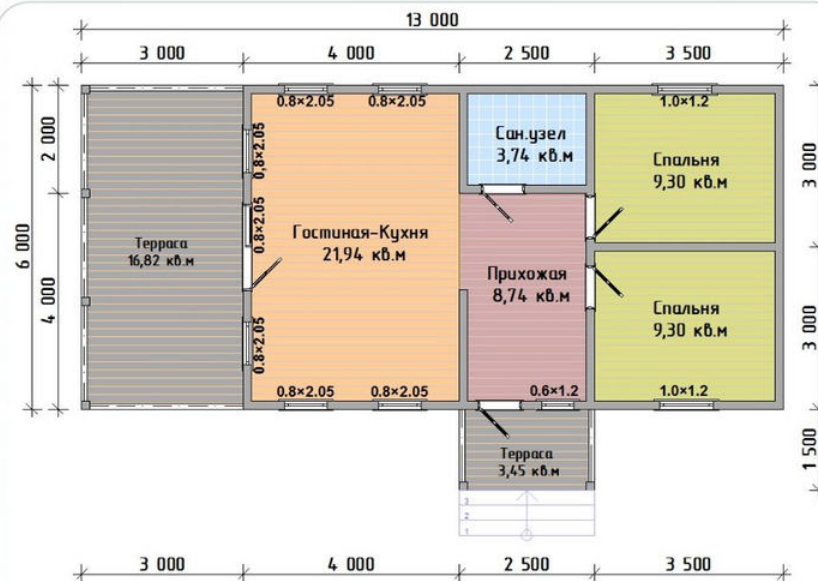 13 000
3 000
4 000
2 500
3 500
0.8×2.05
0.8×2.05
1.0×1.2
2 000
0,8×2.05
Сан.узел
3,74 кв.м
Спальня
9,30 кв.м
3 000
6 000
0.8×2.05
Терраса
16,82 кв.м
Гостиная-Кухня
21,94 кв.м
Прихожая
8,74 кв.м
4 000
0.8×2.05
Спальня
9,30 кв.м
3 000
0.8×2.05
0.8×2.05
0.6×1.2
1.0×1.2
Терраса
3,45 кв.м
1 500
3
2
1
3 000
4 000
2 500
3 500